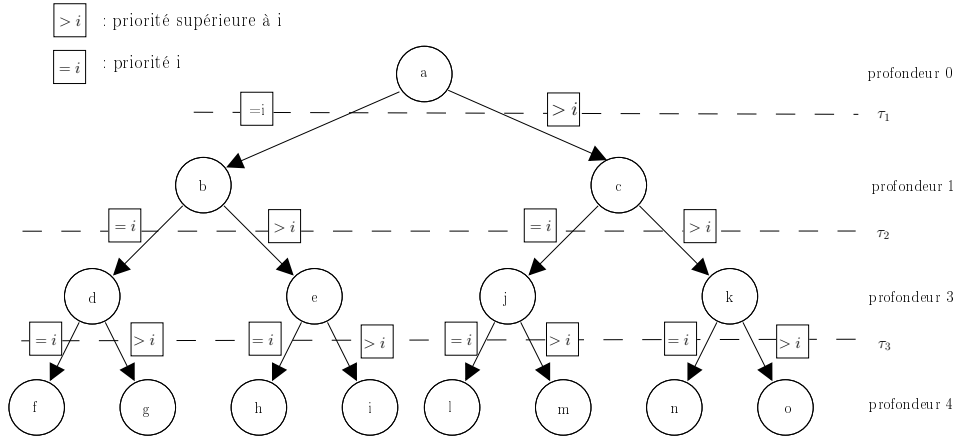 > i : priorité supérieure à i
= i : priorité i
a
profondeur 0
=i > i
τ1
b c
profondeur 1
= i > i = i > i
τ2
d e j k
profondeur 3
= i > i = i > i = i > i = i > i
τ3
f g h i l m n o
profondeur 4